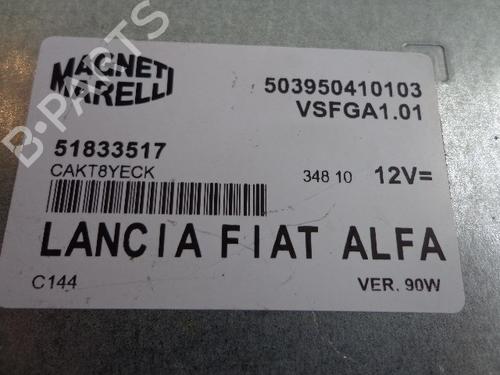 MAGNETI
MARELLI
503950410103
VSFGA1.01
51833517
CAKT8YECK
348 10 12V=
LANCIA FIAT ALFA
C144
VER. 90W
B-PARTS